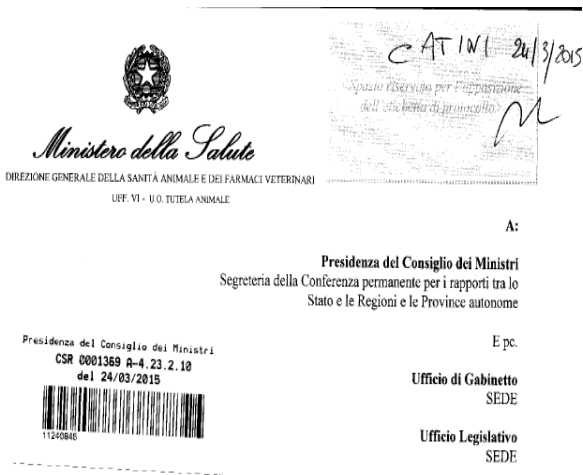 CATINI 24/3/2015
Spazio riservato per l'apposizione
dell'etichetta di protocollo
Ministero della Salute
DIREZIONE GENERALE DELLA SANITÀ ANIMALE E DEI FARMACI VETERINARI
UFF. VI - U.O. TUTELA ANIMALE
A:
Presidenza del Consiglio dei Ministri
Segreteria della Conferenza permanente per i rapporti tra lo
Stato e le Regioni e le Province autonome
E pc.
Presidenza del Consiglio dei Ministri
CSR 0001369 A-4.23.2.10
del 24/03/2015
11240845
Ufficio di Gabinetto
SEDE
Ufficio Legislativo
SEDE